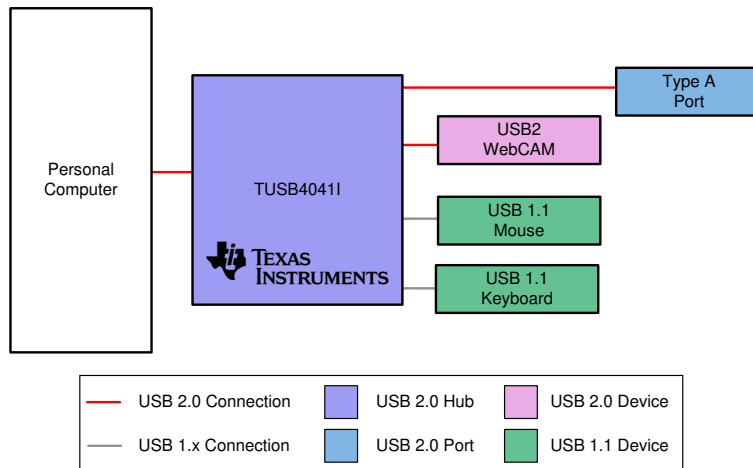 Personal
Computer
TUSB4041I
TEXAS
INSTRUMENTS
Type A
Port
USB2
WebCAM
USB 1.1
Mouse
USB 1.1
Keyboard
USB 2.0 Connection
USB 2.0 Hub
USB 2.0 Device
USB 1.x Connection
USB 2.0 Port
USB 1.1 Device